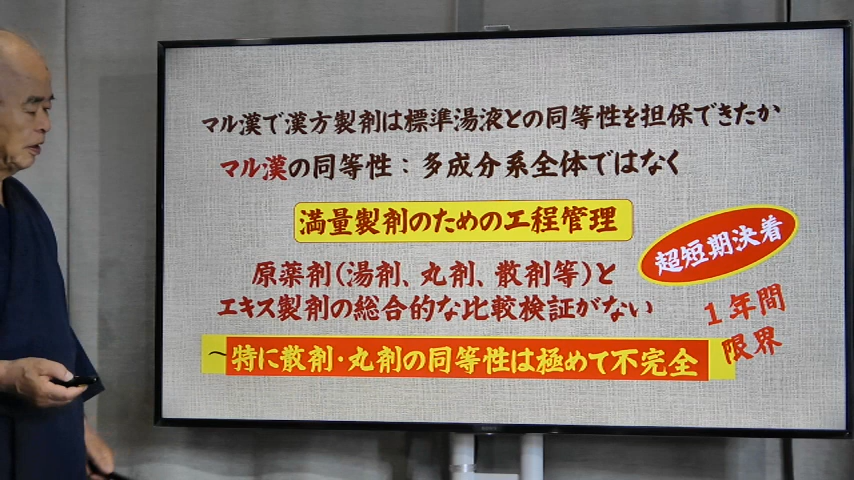 マル漢で漢方製剤は標準湯液との同等性を担保できたか
マル漢の同等性：多成分系全体ではなく
満量製剤のための工程管理
超短期決着
原薬剤（湯剤、丸剤、散剤等）と
エキス製剤の総合的な比較検証がない
１年間
限界
～特に散剤・丸剤の同等性は極めて不完全